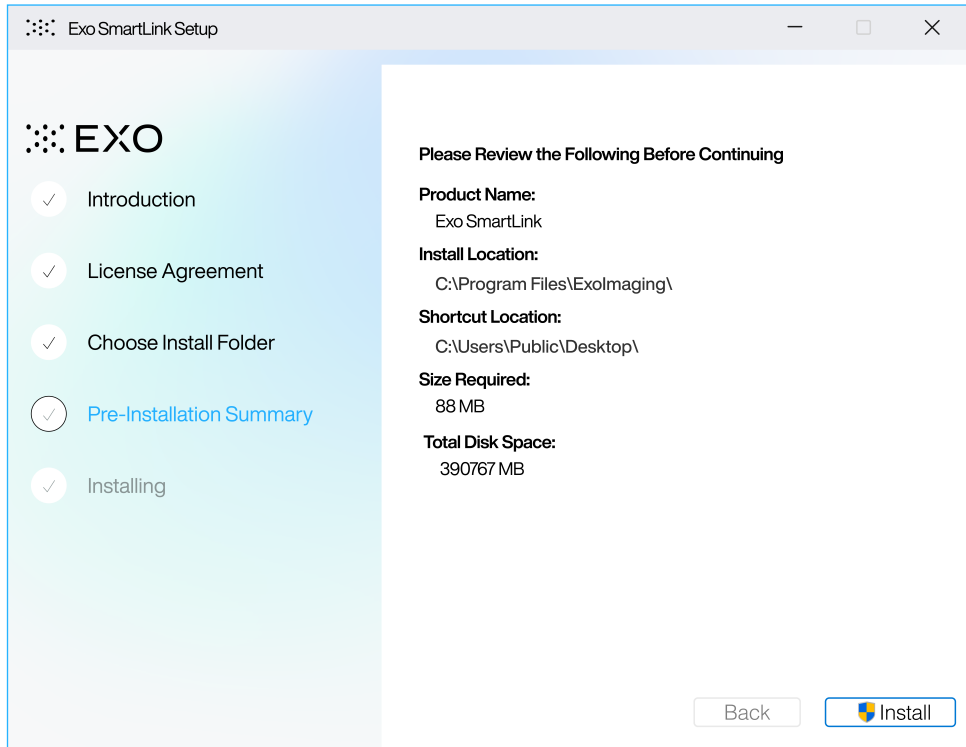 Exo SmartLink Setup
EXO
Introduction
License Agreement
Choose Install Folder
Pre-Installation Summary
Installing
Please Review the Following Before Continuing
Product Name:
Exo SmartLink
Install Location:
C:\Program Files\ExoImaging\
Shortcut Location:
C:\Users\Public\Desktop\
Size Required:
88 MB
Total Disk Space:
390767 MB
Back
Install